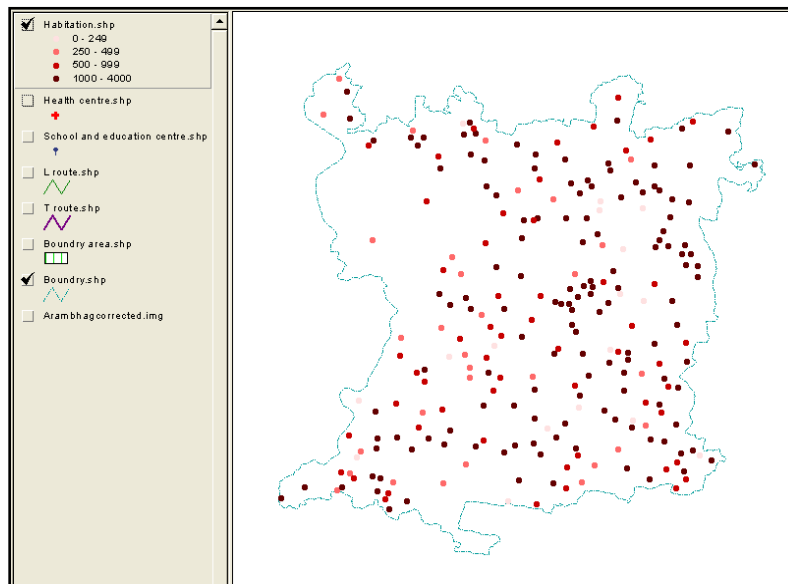 Habitation.shp
0 - 249
250 - 499
500 - 999
1000 - 4000
Health centre.shp
School and education centre.shp
L route.shp
T route.shp
Boundry area.shp
Boundry.shp
Arambhagcorrected.img